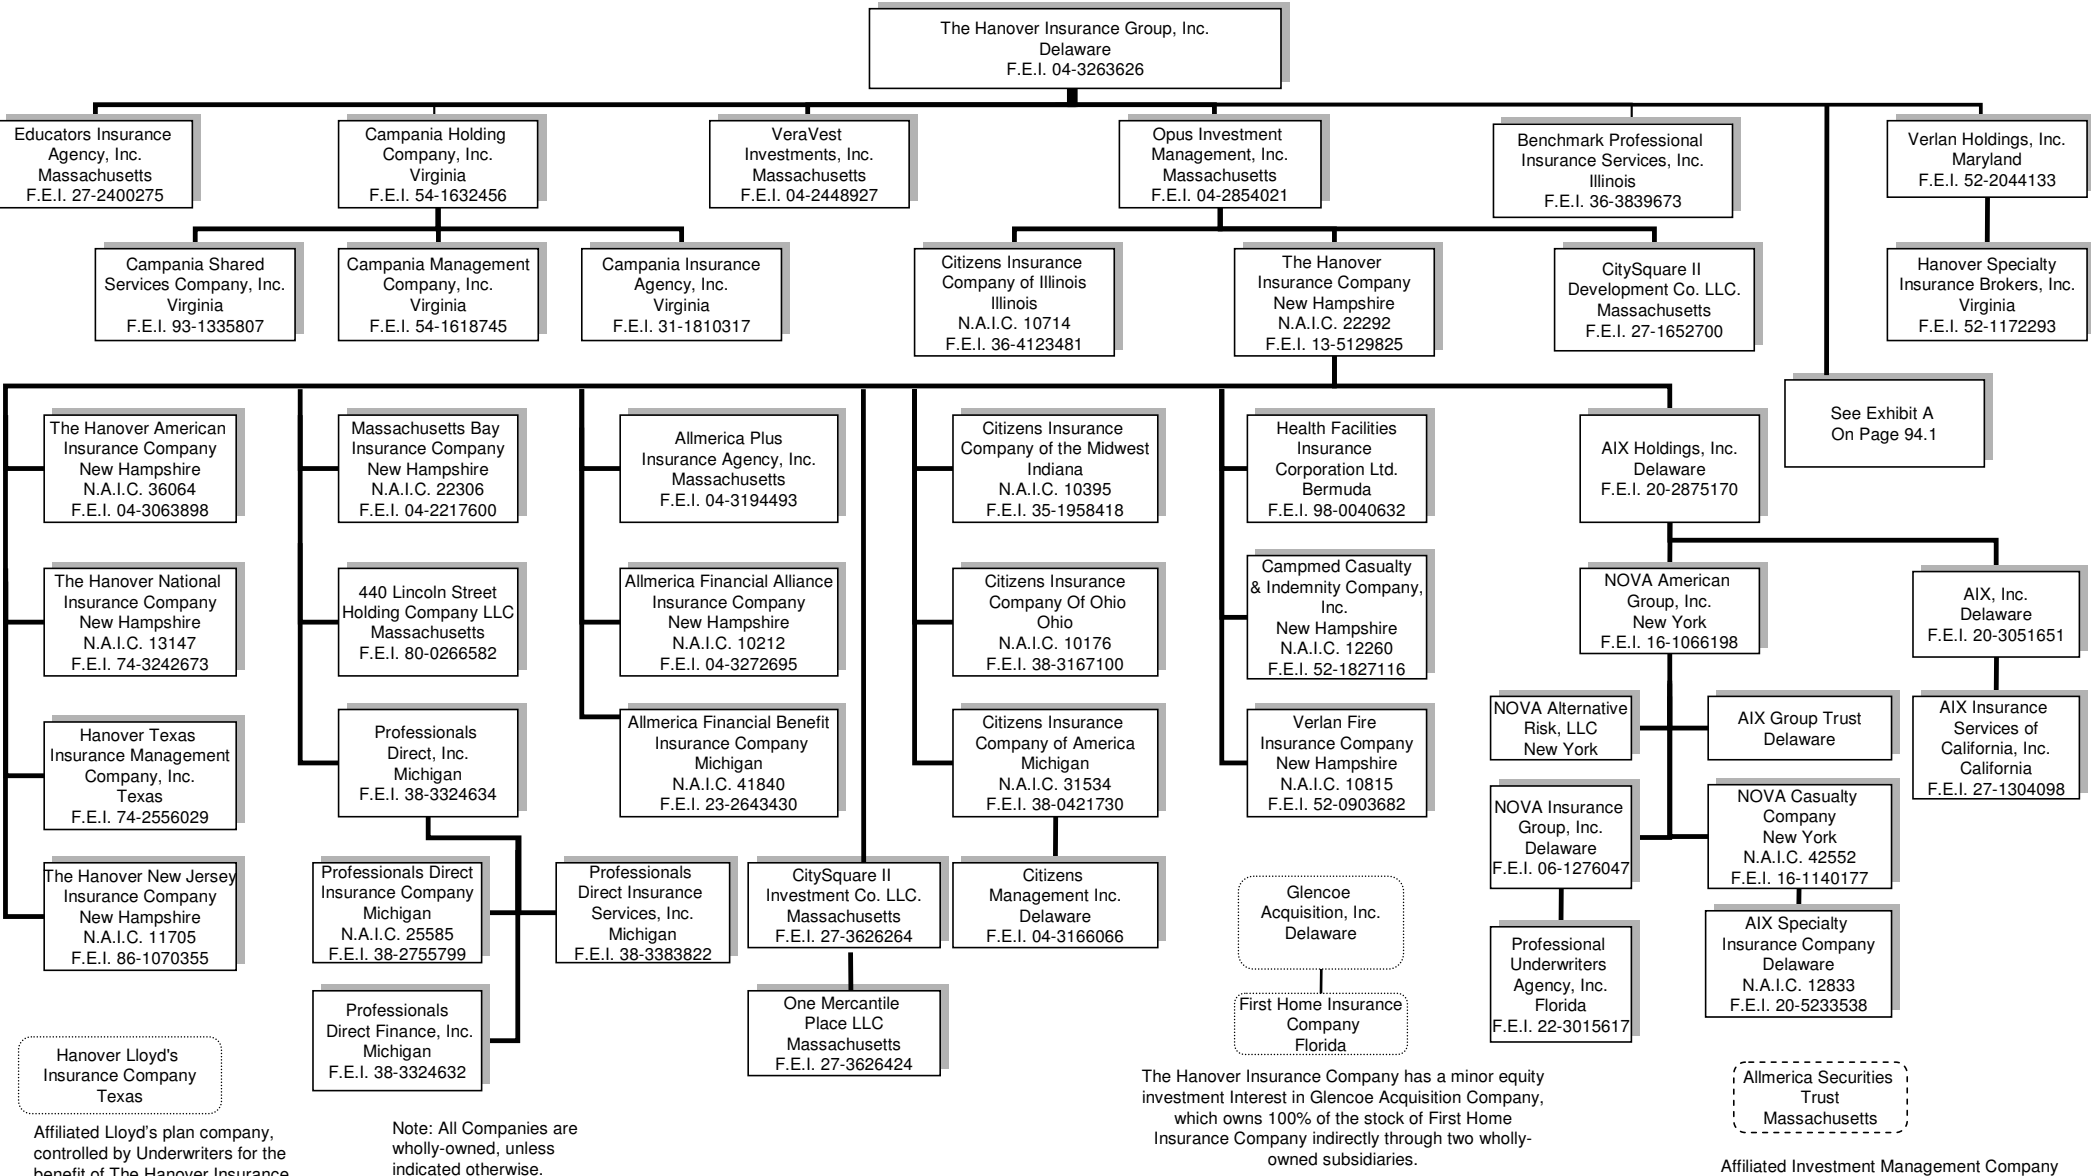 The Hanover Insurance Group, Inc.
Delaware
F.E.I. 04-3263626
Educators Insurance
Agency, Inc.
Massachusetts
F.E.I. 27-2400275
Campania Holding
Company, Inc.
Virginia
F.E.I. 54-1632456
VeraVest
Investments, Inc.
Massachusetts
F.E.I. 04-2448927
Opus Investment
Management, Inc.
Massachusetts
F.E.I. 04-2854021
Benchmark Professional
Insurance Services, Inc.
Illinois
F.E.I. 36-3839673
Verlan Holdings, Inc.
Maryland
F.E.I. 52-2044133
Campania Shared
Services Company, Inc.
Virginia
F.E.I. 93-1335807
Campania Management
Company, Inc.
Virginia
F.E.I. 54-1618745
Campania Insurance
Agency, Inc.
Virginia
F.E.I. 31-1810317
Citizens Insurance
Company of Illinois
Illinois
N.A.I.C. 10714
F.E.I. 36-4123481
The Hanover
Insurance Company
New Hampshire
N.A.I.C. 22292
F.E.I. 13-5129825
CitySquare II
Development Co. LLC.
Massachusetts
F.E.I. 27-1652700
Hanover Specialty
Insurance Brokers, Inc.
Virginia
F.E.I. 52-1172293
See Exhibit A
On Page 94.1
The Hanover American
Insurance Company
New Hampshire
N.A.I.C. 36064
F.E.I. 04-3063898
Massachusetts Bay
Insurance Company
New Hampshire
N.A.I.C. 22306
F.E.I. 04-2217600
Allmerica Plus
Insurance Agency, Inc.
Massachusetts
F.E.I. 04-3194493
Citizens Insurance
Company of the Midwest
Indiana
N.A.I.C. 10395
F.E.I. 35-1958418
Health Facilities
Insurance
Corporation Ltd.
Bermuda
F.E.I. 98-0040632
AIX Holdings, Inc.
Delaware
F.E.I. 20-2875170
The Hanover National
Insurance Company
New Hampshire
N.A.I.C. 13147
F.E.I. 74-3242673
440 Lincoln Street
Holding Company LLC
Massachusetts
F.E.I. 80-0266582
Allmerica Financial Alliance
Insurance Company
New Hampshire
N.A.I.C. 10212
F.E.I. 04-3272695
Citizens Insurance
Company Of Ohio
Ohio
N.A.I.C. 10176
F.E.I. 38-3167100
Campmed Casualty
& Indemnity Company,
Inc.
New Hampshire
N.A.I.C. 12260
F.E.I. 52-1827116
NOVA American
Group, Inc.
New York
F.E.I. 16-1066198
AIX, Inc.
Delaware
F.E.I. 20-3051651
Hanover Texas
Insurance Management
Company, Inc.
Texas
F.E.I. 74-2556029
Professionals
Direct, Inc.
Michigan
F.E.I. 38-3324634
Allmerica Financial Benefit
Insurance Company
Michigan
N.A.I.C. 41840
F.E.I. 23-2643430
Citizens Insurance
Company of America
Michigan
N.A.I.C. 31534
F.E.I. 38-0421730
Verlan Fire
Insurance Company
New Hampshire
N.A.I.C. 10815
F.E.I. 52-0903682
NOVA Alternative
Risk, LLC
New York
AIX Group Trust
Delaware
AIX Insurance
Services of
California, Inc.
California
F.E.I. 27-1304098
NOVA Insurance
Group, Inc.
Delaware
F.E.I. 06-1276047
NOVA Casualty
Company
New York
N.A.I.C. 42552
F.E.I. 16-1140177
The Hanover New Jersey
Insurance Company
New Hampshire
N.A.I.C. 11705
F.E.I. 86-1070355
Professionals Direct
Insurance Company
Michigan
N.A.I.C. 25585
F.E.I. 38-2755799
Professionals
Direct Insurance
Services, Inc.
Michigan
F.E.I. 38-3383822
CitySquare II
Investment Co. LLC.
Massachusetts
F.E.I. 27-3626264
Citizens
Management Inc.
Delaware
F.E.I. 04-3166066
Glencoe
Acquisition, Inc.
Delaware
Professional
Underwriters
Agency, Inc.
Florida
F.E.I. 22-3015617
AIX Specialty
Insurance Company
Delaware
N.A.I.C. 12833
F.E.I. 20-5233538
Professionals
Direct Finance, Inc.
Michigan
F.E.I. 38-3324632
One Mercantile
Place LLC
Massachusetts
F.E.I. 27-3626424
First Home Insurance
Company
Florida
Hanover Lloyd's
Insurance Company
Texas
Allmerica Securities
Trust
Massachusetts
Affiliated Lloyd's plan company,
controlled by Underwriters for the
benefit of The Hanover Insurance
Note: All Companies are
wholly-owned, unless
indicated otherwise.
The Hanover Insurance Company has a minor equity
investment Interest in Glencoe Acquisition Company,
which owns 100% of the stock of First Home
Insurance Company indirectly through two wholly-
owned subsidiaries.
Affiliated Investment Management Company